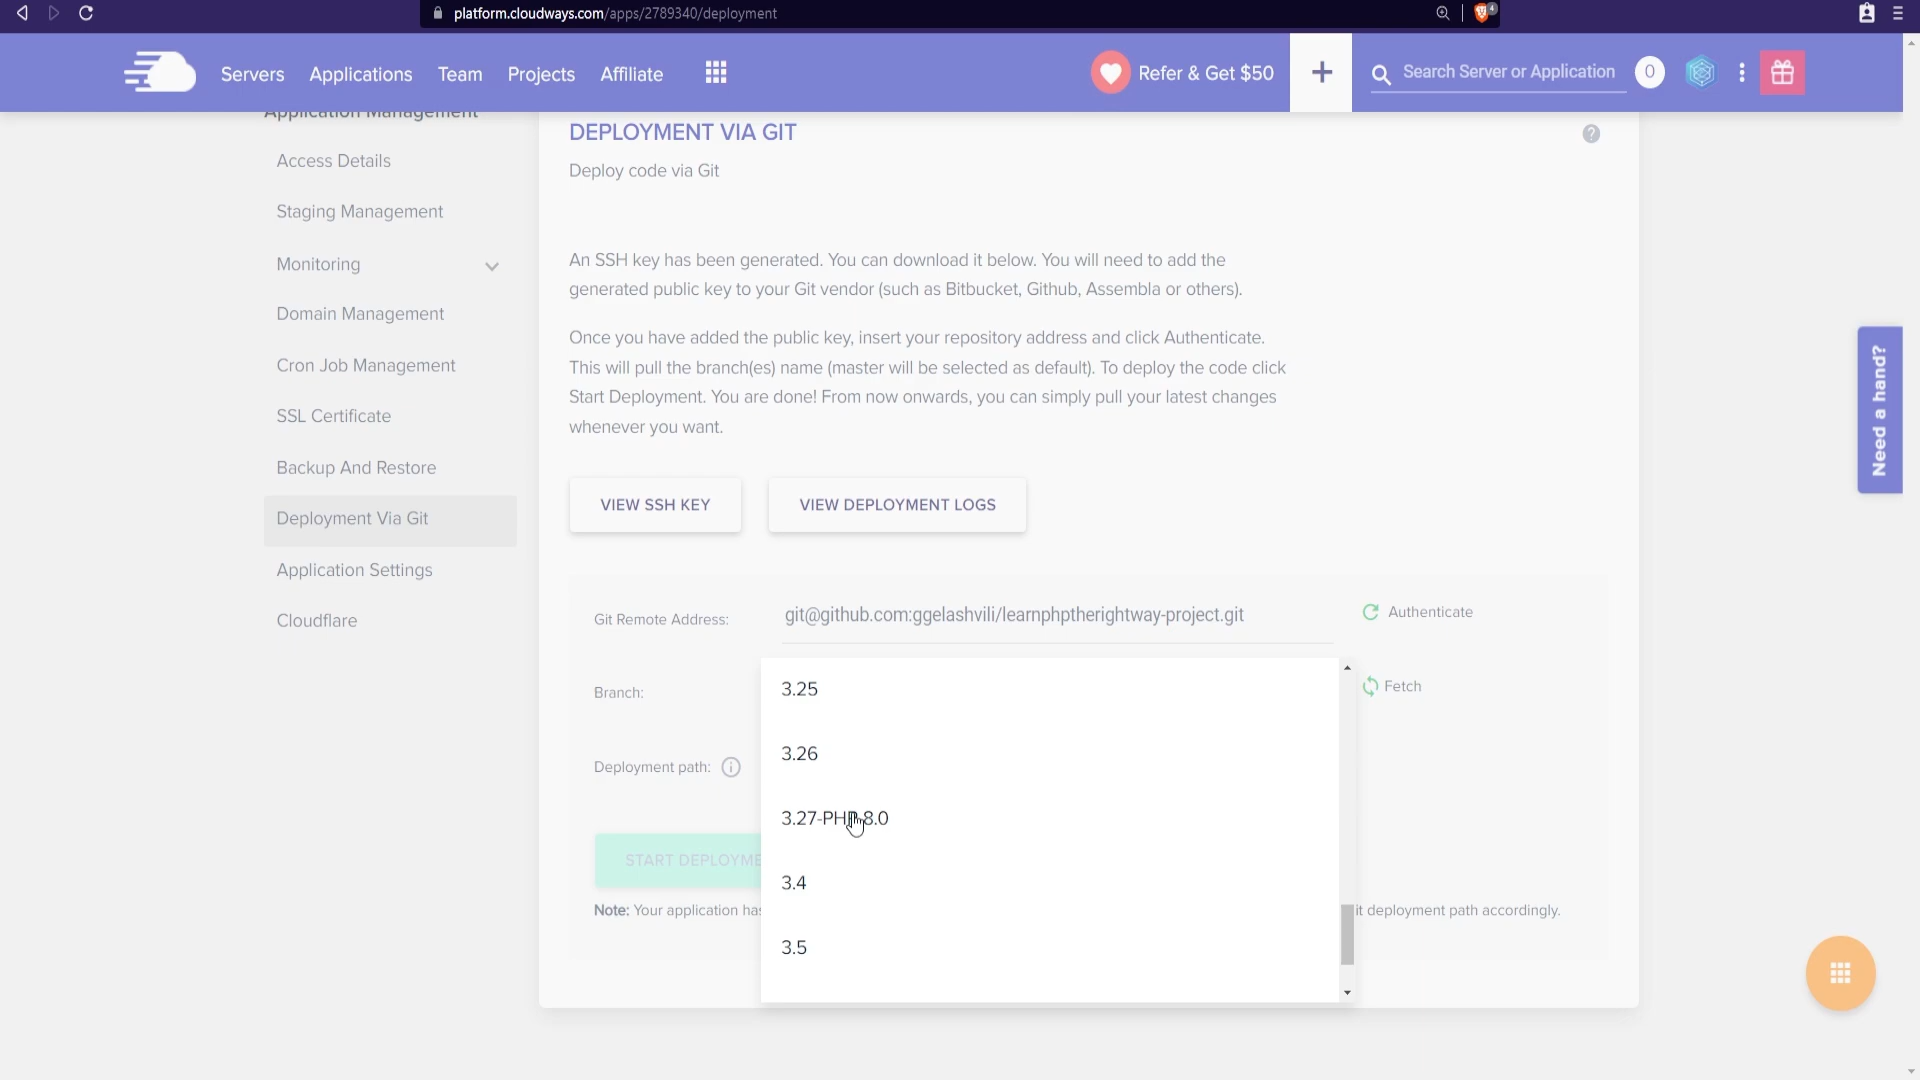 platform.cloudways.com/apps/2789340/deployment
4
Servers
Applications
Team
Projects
Affiliate
Refer & Get $50
+
Search Server or Application
0
Application Management
Access Details
Staging Management
Monitoring
Domain Management
Cron Job Management
SSL Certificate
Backup And Restore
Deployment Via Git
Application Settings
Cloudflare
DEPLOYMENT VIA GIT
?
Deploy code via Git
An SSH key has been generated. You can download it below. You will need to add the
generated public key to your Git vendor (such as Bitbucket, Github, Assembla or others).
Once you have added the public key, insert your repository address and click Authenticate.
This will pull the branch(es) name (master will be selected as default). To deploy the code click
Start Deployment. You are done! From now onwards, you can simply pull your latest changes
whenever you want.
VIEW SSH KEY
VIEW DEPLOYMENT LOGS
Git Remote Address:
git@github.com:ggelashvili/learnphptherightway-project.git
Authenticate
Branch:
Fetch
3.25
3.26
3.27-PHP-8.0
3.4
3.5
Deployment path:
START DEPLOYME
Note: Your application has
it deployment path accordingly.
Need a hand?